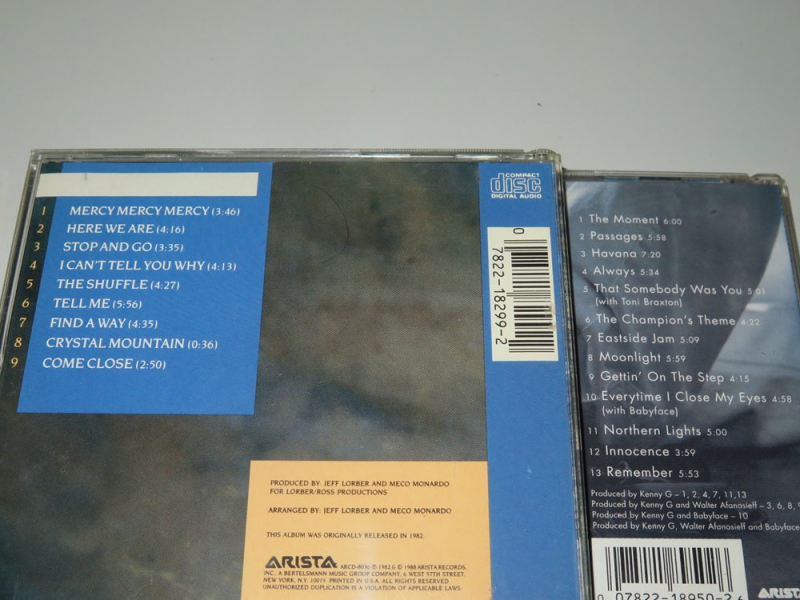 1 MERCY MERCY MERCY (3:46)
2 HERE WE ARE (4:16)
3 STOP AND GO (3:35)
4 I CAN'T TELL YOU WHY (4:13)
5 THE SHUFFLE (4:27)
6 TELL ME (5:56)
7 FIND A WAY (4:35)
8 CRYSTAL MOUNTAIN (0:36)
9 COME CLOSE (2:50)
COMPACT
disc
DIGITAL AUDIO
0 7822-18299-2
PRODUCED BY: JEFF LORBER AND MECO MONARDO
FOR LORBER/ROSS PRODUCTIONS
ARRANGED BY: JEFF LORBER AND MECO MONARDO
THIS ALBUM WAS ORIGINALLY RELEASED IN 1982.
ARISTA ℗ 1982 © 1988 ARISTA RECORDS,
INC., A BERTELSMANN MUSIC GROUP COMPANY, 6 WEST 57TH STREET,
NEW YORK, N.Y. 10019. PRINTED IN U.S.A. ALL RIGHTS RESERVED.
UNAUTHORIZED DUPLICATION IS A VIOLATION OF APPLICABLE LAWS.
1 The Moment 6:00
2 Passages 5:58
3 Havana 7:20
4 Always 5:34
5 That Somebody Was You 5:01
(with Toni Braxton)
6 The Champion's Theme 4:22
7 Eastside Jam 5:09
8 Moonlight 5:59
9 Gettin' On The Step 4:15
10 Everytime I Close My Eyes 4:58
(with Babyface)
11 Northern Lights 5:00
12 Innocence 3:59
13 Remember 5:53
Produced by Kenny G – 1, 2, 4, 7, 11,13
Produced by Kenny G and Walter Afanasieff – 3, 6, 8, 9
Produced by Kenny G and Babyface – 10
Produced by Kenny G, Walter Afanasieff and Babyface
0 07822-18950-2 6
ARISTA